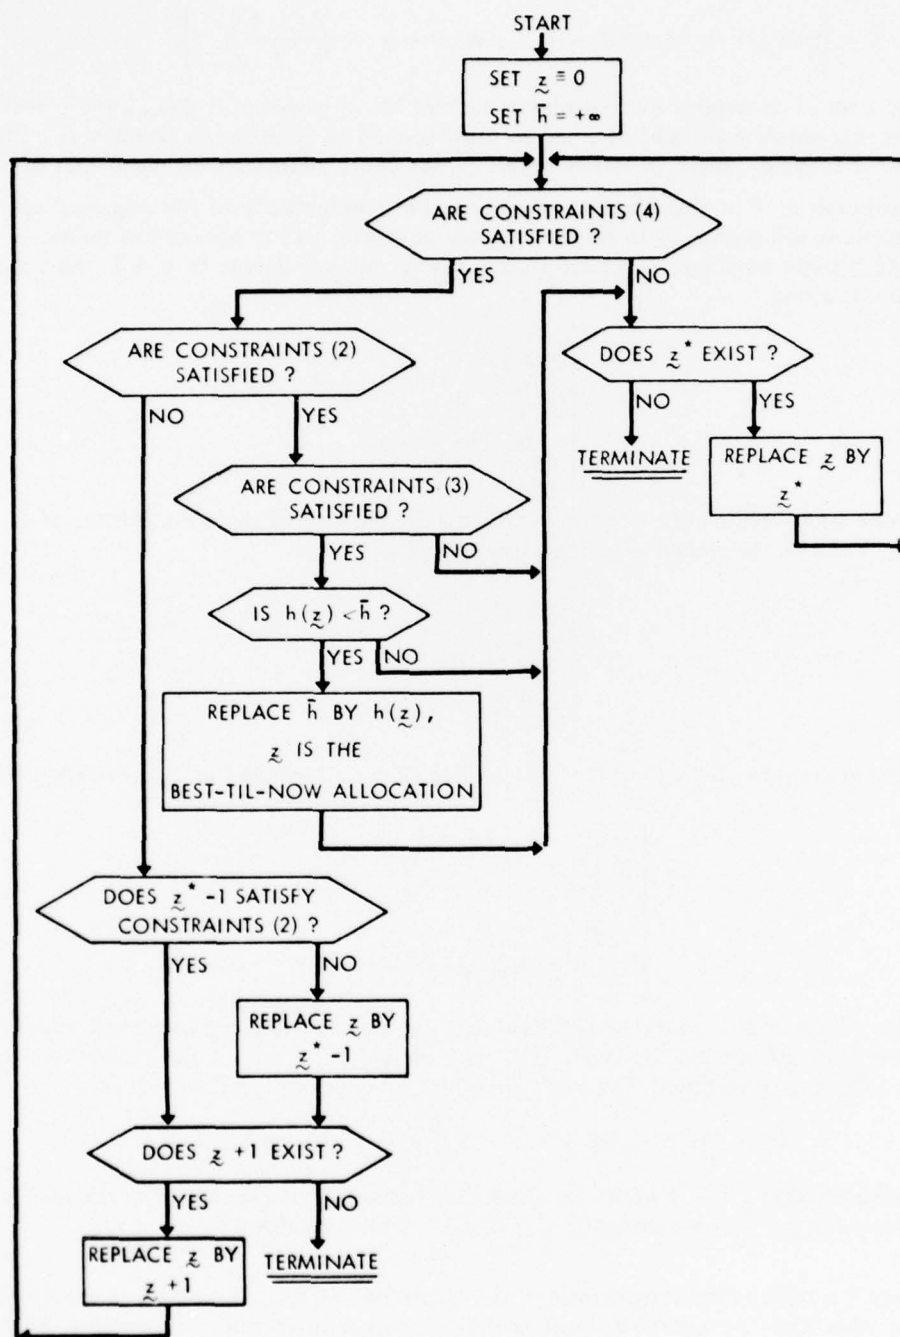 START
SET z ≡ 0
SET h̄ = +∞
ARE CONSTRAINTS (4)
SATISFIED ?
YES
NO
ARE CONSTRAINTS (2)
SATISFIED ?
DOES z* EXIST ?
NO
YES
NO
YES
ARE CONSTRAINTS (3)
SATISFIED ?
TERMINATE
REPLACE z BY
z*
YES
NO
IS h(z) < h̄ ?
YES
NO
REPLACE h̄ BY h(z),
z IS THE
BEST-TIL-NOW ALLOCATION
DOES z* -1 SATISFY
CONSTRAINTS (2) ?
YES
NO
REPLACE z BY
z* -1
DOES z +1 EXIST ?
YES
NO
REPLACE z BY
z +1
TERMINATE